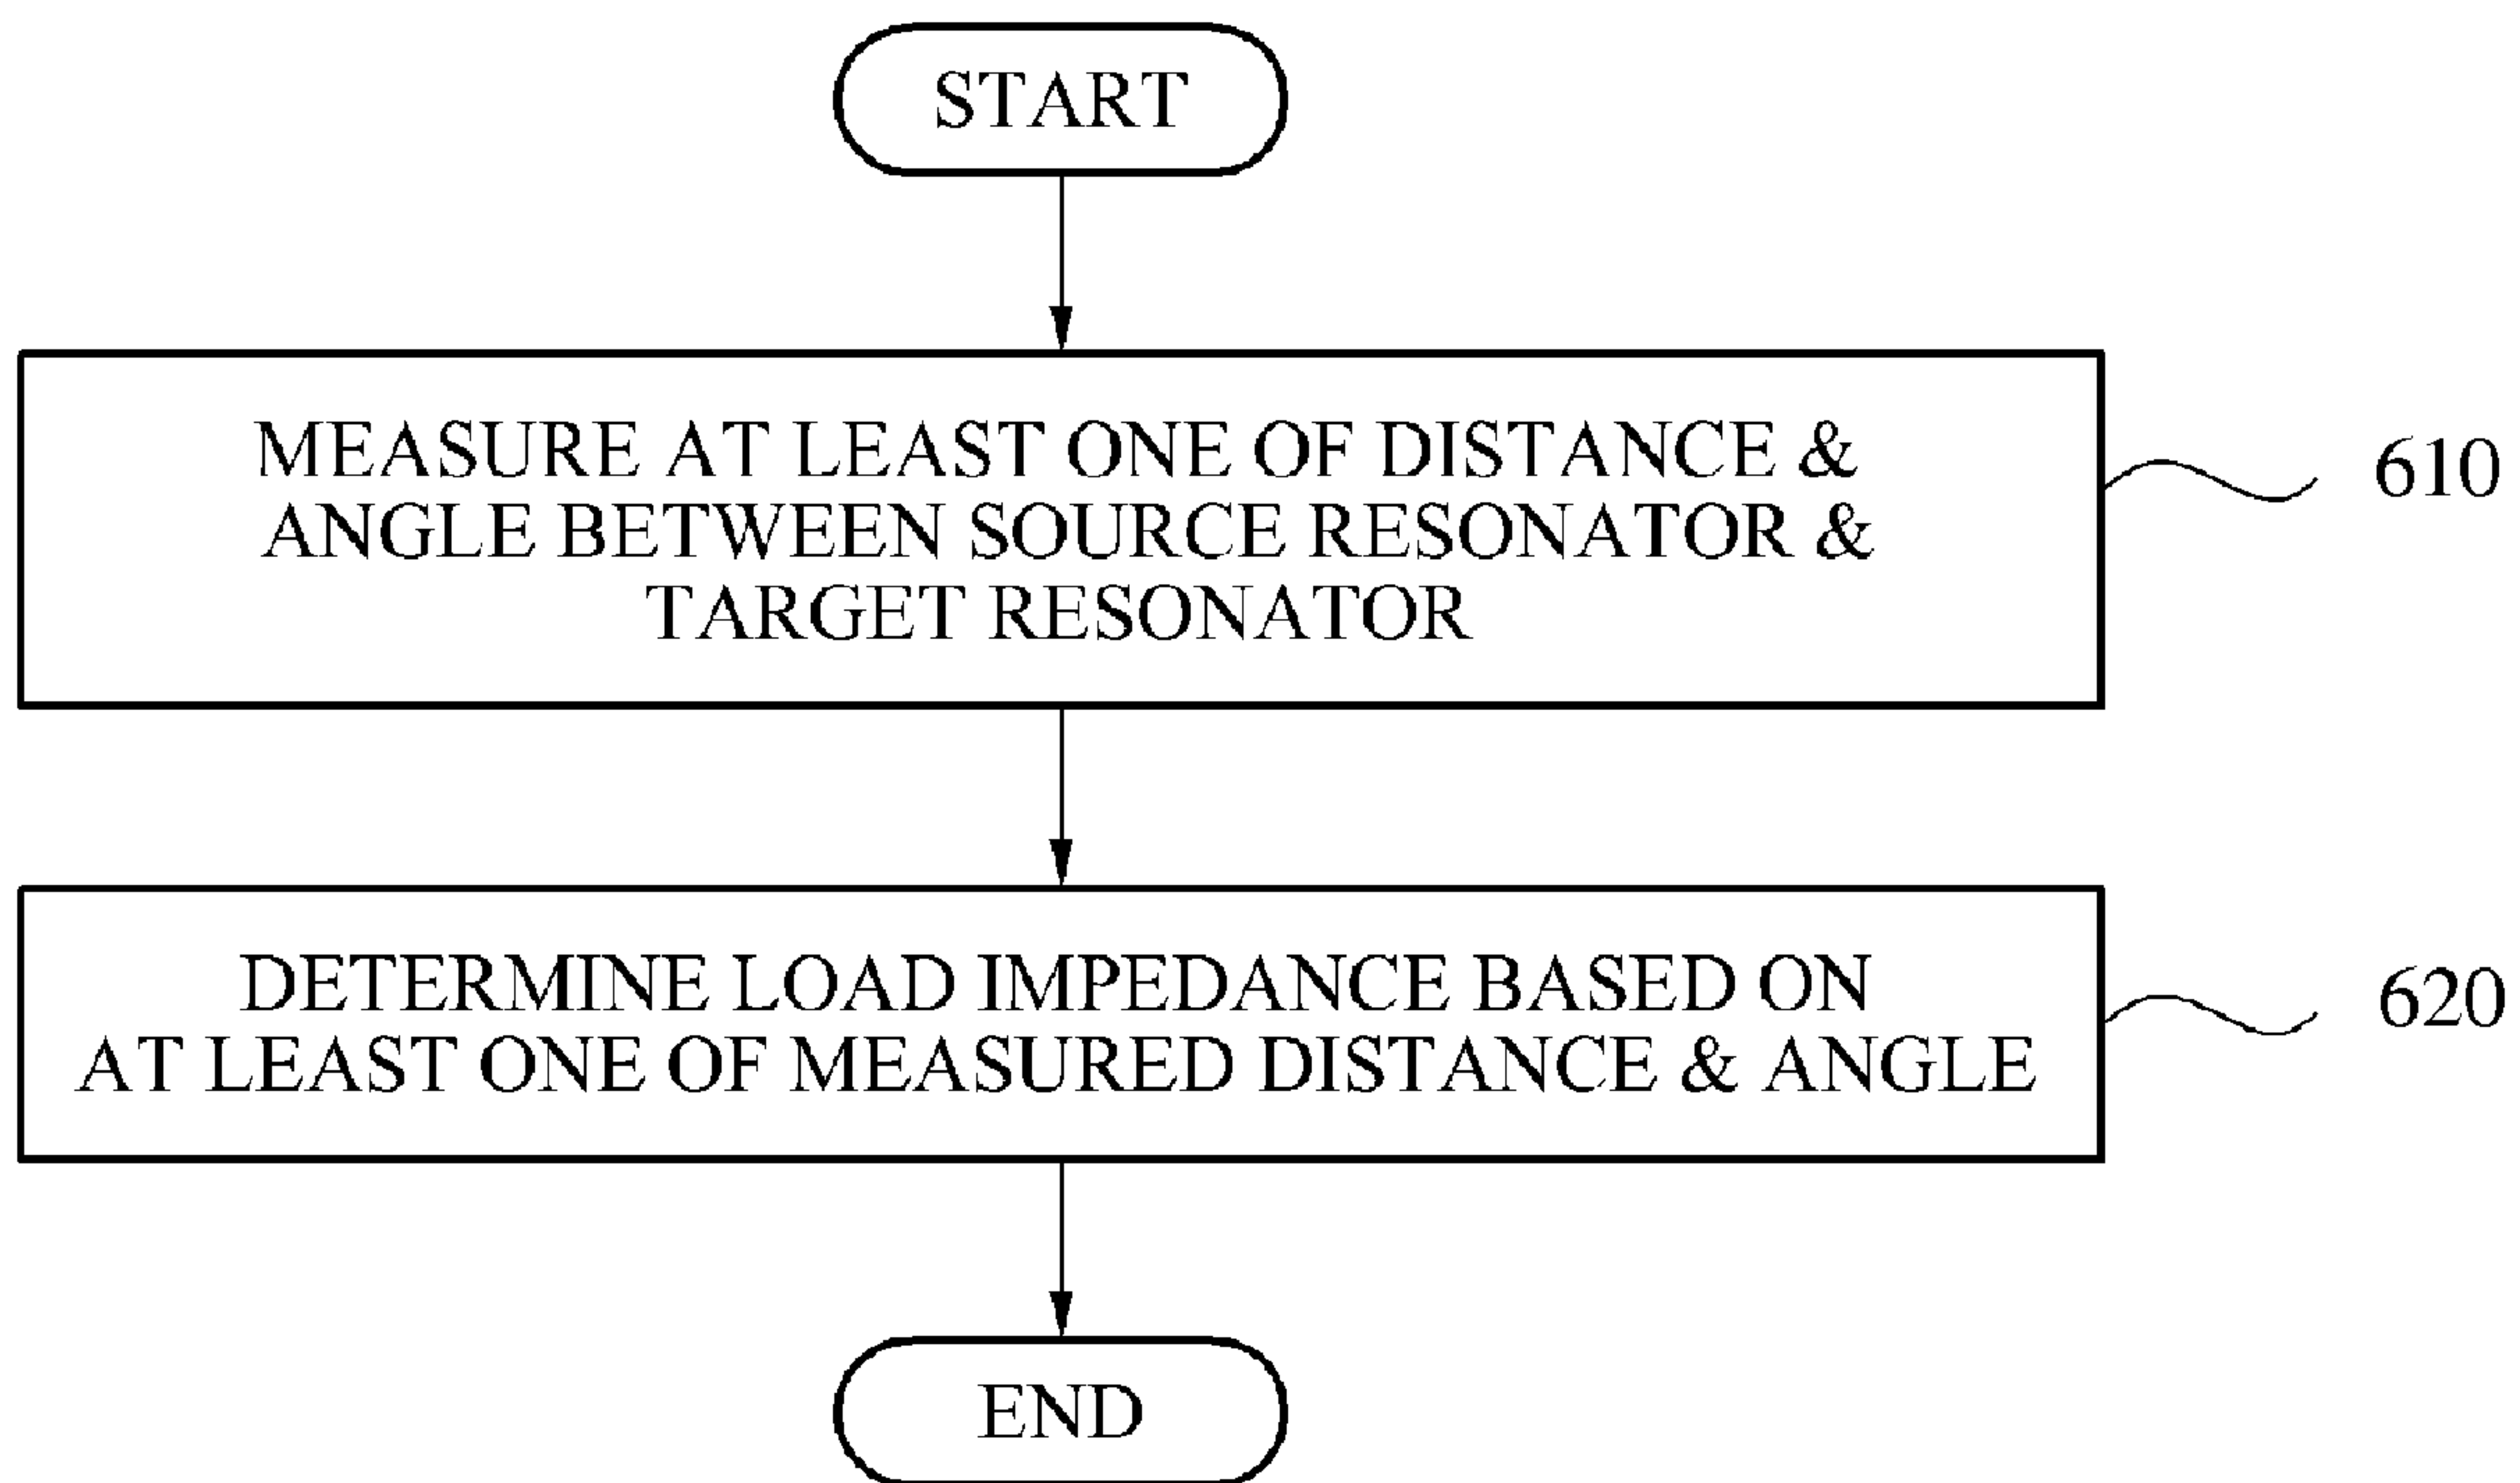 START
MEASURE AT LEAST ONE OF DISTANCE &
ANGLE BETWEEN SOURCE RESONATOR &
TARGET RESONATOR
610
DETERMINE LOAD IMPEDANCE BASED ON
AT LEAST ONE OF MEASURED DISTANCE & ANGLE
620
END